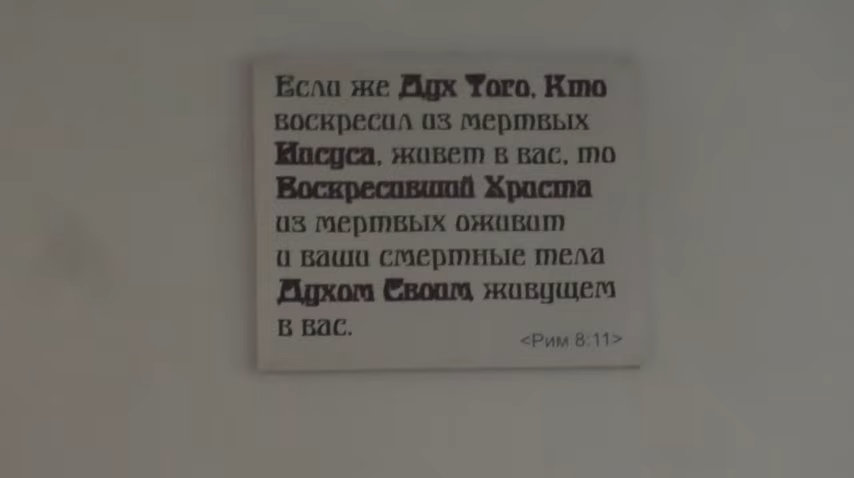 Если же Дух Того, Кто
воскресил из мертвых
Иисуса, живет в вас, то
Воскресивший Христа
из мертвых оживит
и ваши смертные тела
Духом Своим, живущем
в вас.
<Рим 8:11>